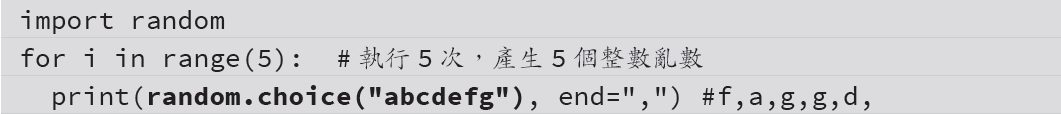 import random
for i in range(5):  # 執行 5 次，產生 5 個整數亂數
  print(random.choice("abcdefg"), end=",") #f,a,g,g,d,